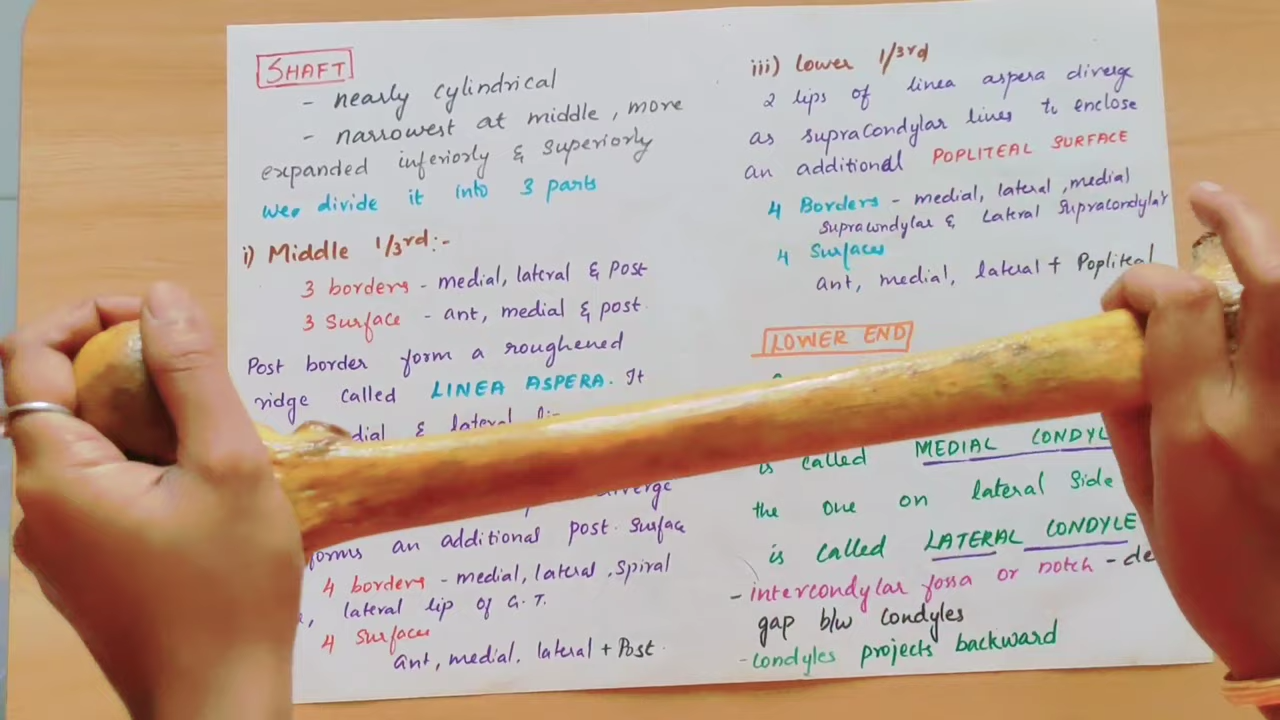 SHAFT
- nearly cylindrical
- narrowest at middle, more
expanded inferiorly & superiorly
we divide it into 3 parts
i) Middle 1/3rd:-
3 borders - medial, lateral & Post
3 surface - ant, medial & post.
Post border form a roughened
ridge called LINEA ASPERA. It
& lateral
diverge
forms an additional post. surface
4 borders - medial, lateral, spiral
lateral lip of G.T.
4 Surfaces
ant, medial, lateral + Post.
iii) Lower 1/3rd
2 lips of linea aspera diverge
as supracondylar lines to enclose
an additional POPLITEAL SURFACE
4 Borders - medial, lateral, medial
supracondylar & Lateral Supracondylar
4 Surfaces
ant, medial, lateral + Popliteal
LOWER END
is called MEDIAL
the one on lateral side
is called LATERAL CONDYLE
- intercondylar fossa or notch -
gap b/w condyles
- condyles projects backward